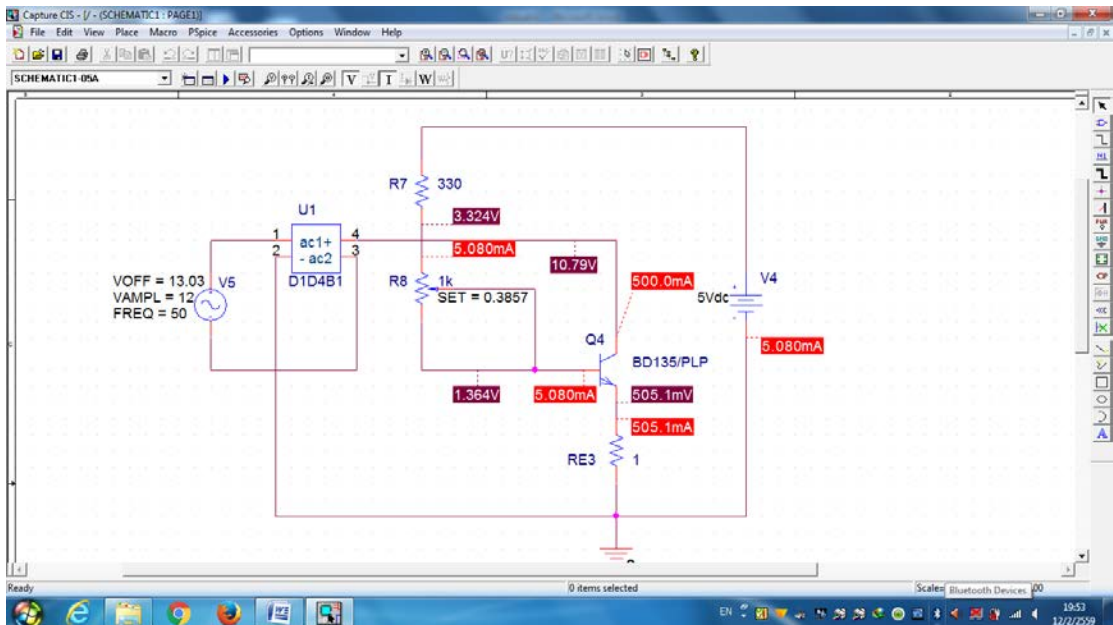 Capture CIS - [/ - (SCHEMATIC1 : PAGE1)]
File Edit View Place Macro PSpice Accessories Options Window Help
SCHEMATIC1-05A
V I W
R7 330
3.324V
U1
1 4
ac1+
2 3
- ac2
5.080mA
10.79V
VOFF = 13.03 V5
VAMPL = 12
FREQ = 50
D1D4B1
R8 1k
SET = 0.3857
500.0mA
V4
5Vdc
Q4
BD135/PLP
5.080mA
1.364V
5.080mA
505.1mV
505.1mA
RE3 1
Ready
0 items selected
Scale=
Bluetooth Devices
00
EN
19:53
12/2/2559